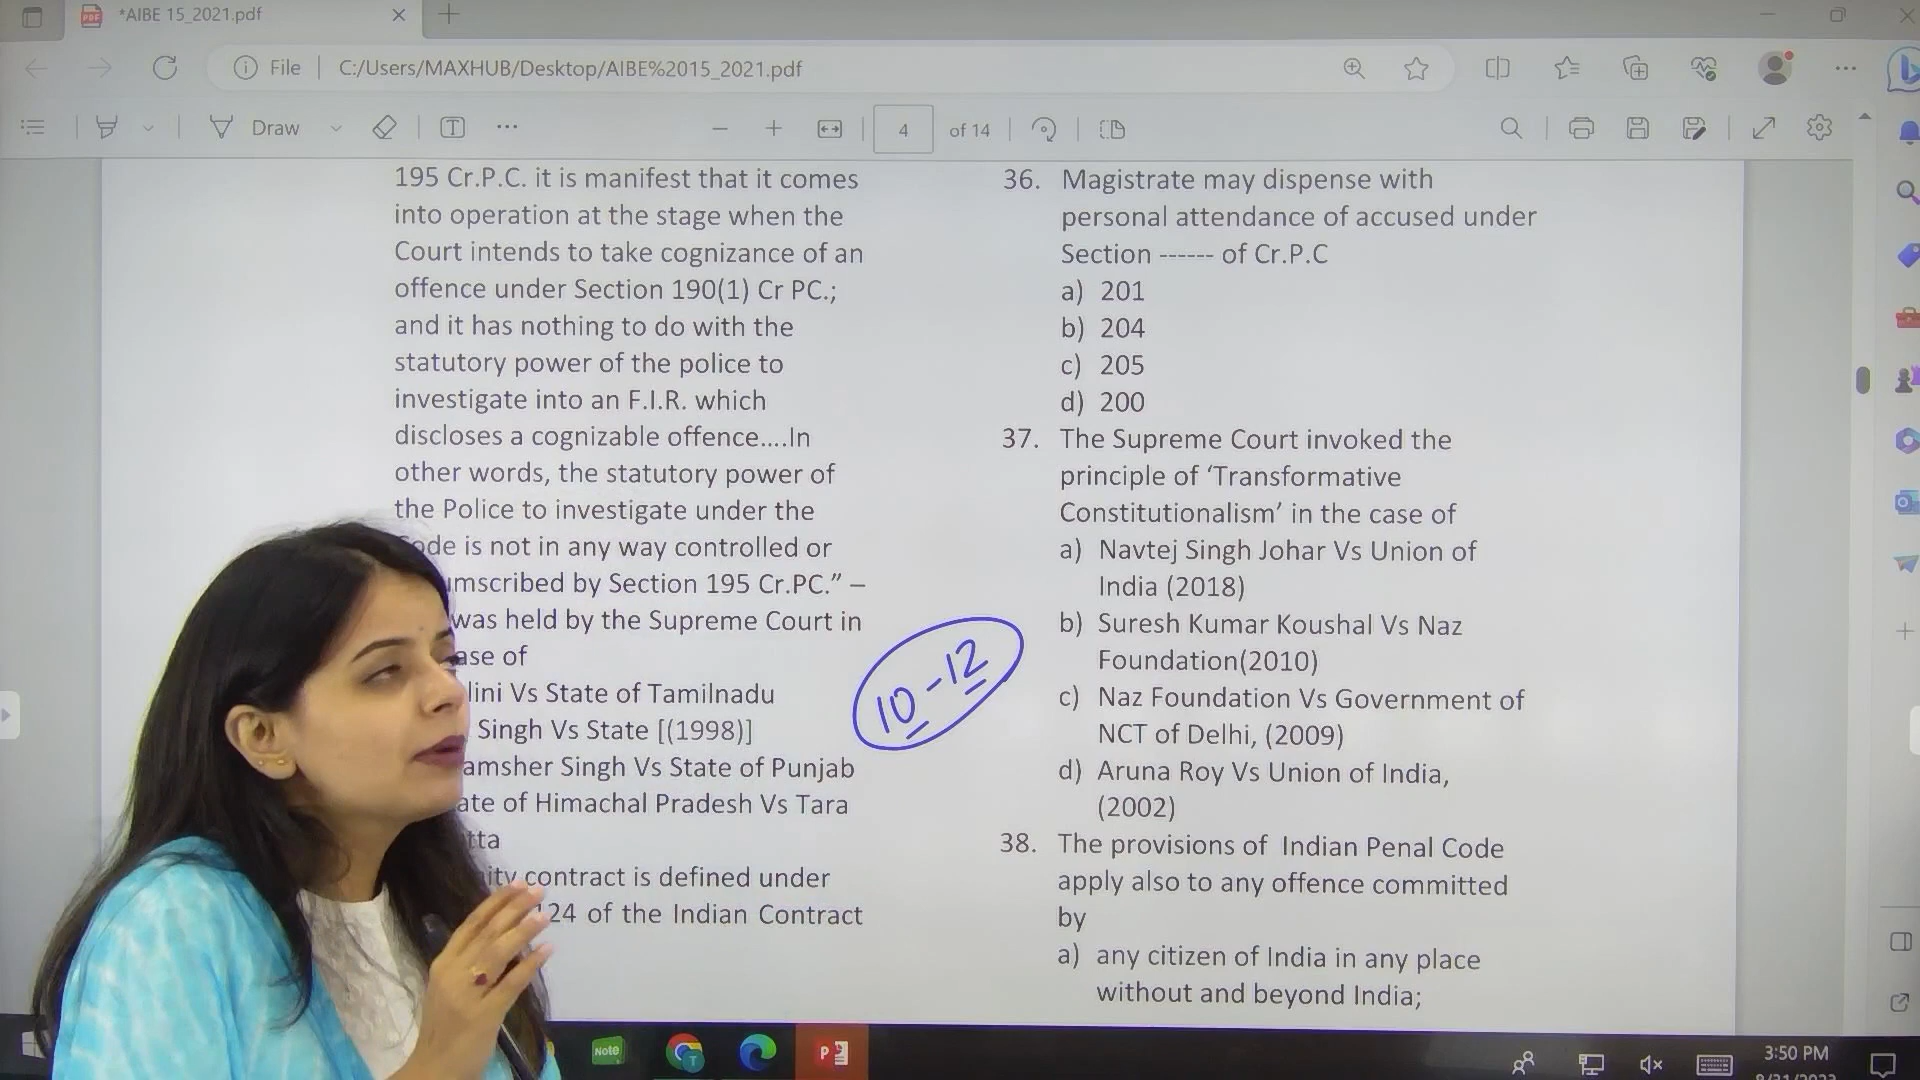 *AIBE 15_2021.pdf
File
C:/Users/MAXHUB/Desktop/AIBE%2015_2021.pdf
Draw
4 of 14
195 Cr.P.C. it is manifest that it comes
into operation at the stage when the
Court intends to take cognizance of an
offence under Section 190(1) Cr PC.;
and it has nothing to do with the
statutory power of the police to
investigate into an F.I.R. which
discloses a cognizable offence....In
other words, the statutory power of
the Police to investigate under the
is not in any way controlled or
by Section 195 Cr.PC.” –
was held by the Supreme Court in
of
Vs State of Tamilnadu
Singh Vs State [(1998)]
Singh Vs State of Punjab
of Himachal Pradesh Vs Tara
contract is defined under
124 of the Indian Contract
10-12
36. Magistrate may dispense with
personal attendance of accused under
Section ------ of Cr.P.C
a) 201
b) 204
c) 205
d) 200
37. The Supreme Court invoked the
principle of ‘Transformative
Constitutionalism’ in the case of
a) Navtej Singh Johar Vs Union of
India (2018)
b) Suresh Kumar Koushal Vs Naz
Foundation(2010)
c) Naz Foundation Vs Government of
NCT of Delhi, (2009)
d) Aruna Roy Vs Union of India,
(2002)
38. The provisions of Indian Penal Code
apply also to any offence committed
by
a) any citizen of India in any place
without and beyond India;
Note
3:50 PM